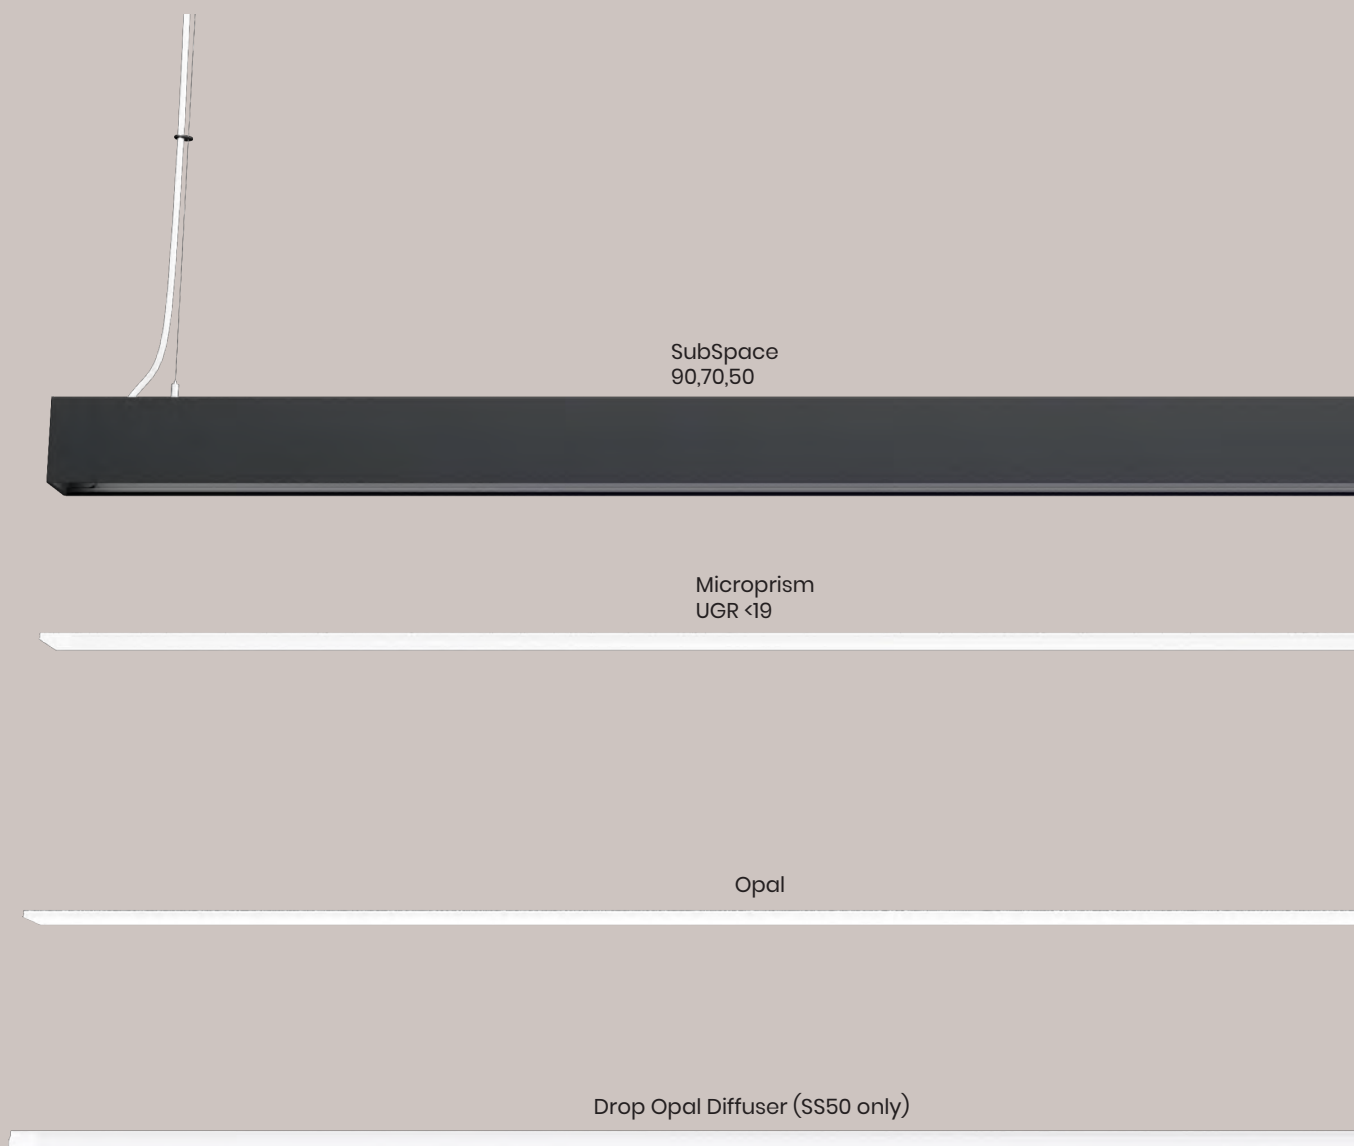 SubSpace
90,70,50
Microprism
UGR <19
Opal
Drop Opal Diffuser (SS50 only)